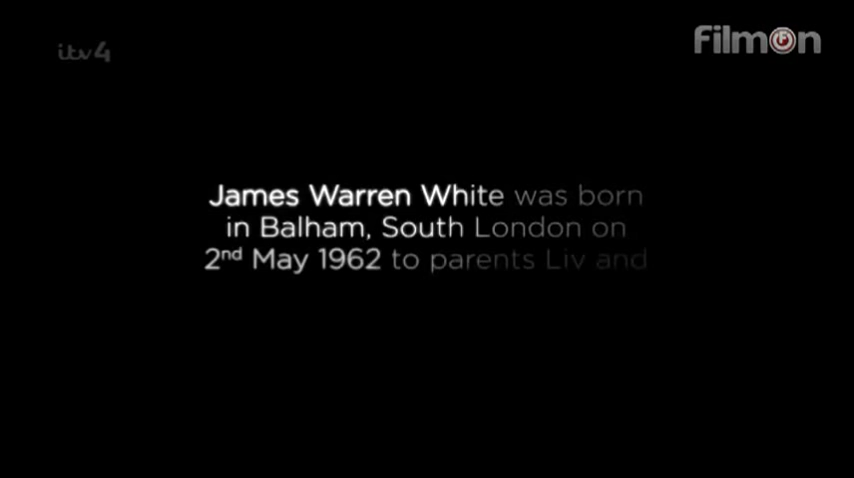 itv4
FilmOn
James Warren White was born
in Balham, South London on
2nd May 1962 to parents Liv and